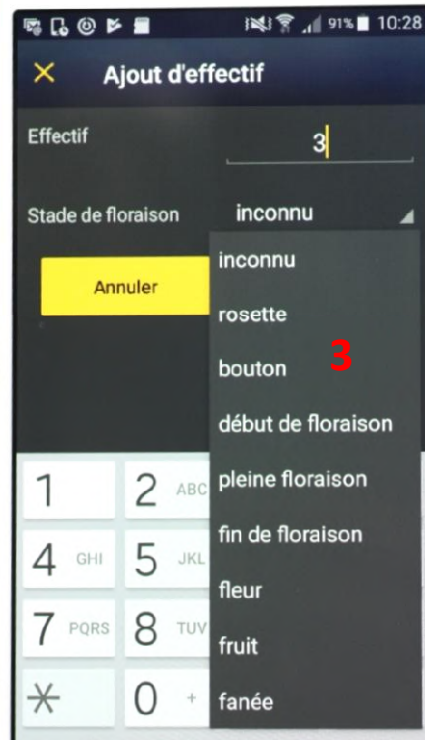 91% 10:28
Ajout d'effectif
Effectif 3
Stade de floraison inconnu
inconnu
Annuler
rosette
bouton 3
début de floraison
1 2 ABC pleine floraison
fin de floraison
4 GHI 5 JKL
fleur
7 PQRS 8 TUV
fruit
0 + fanée